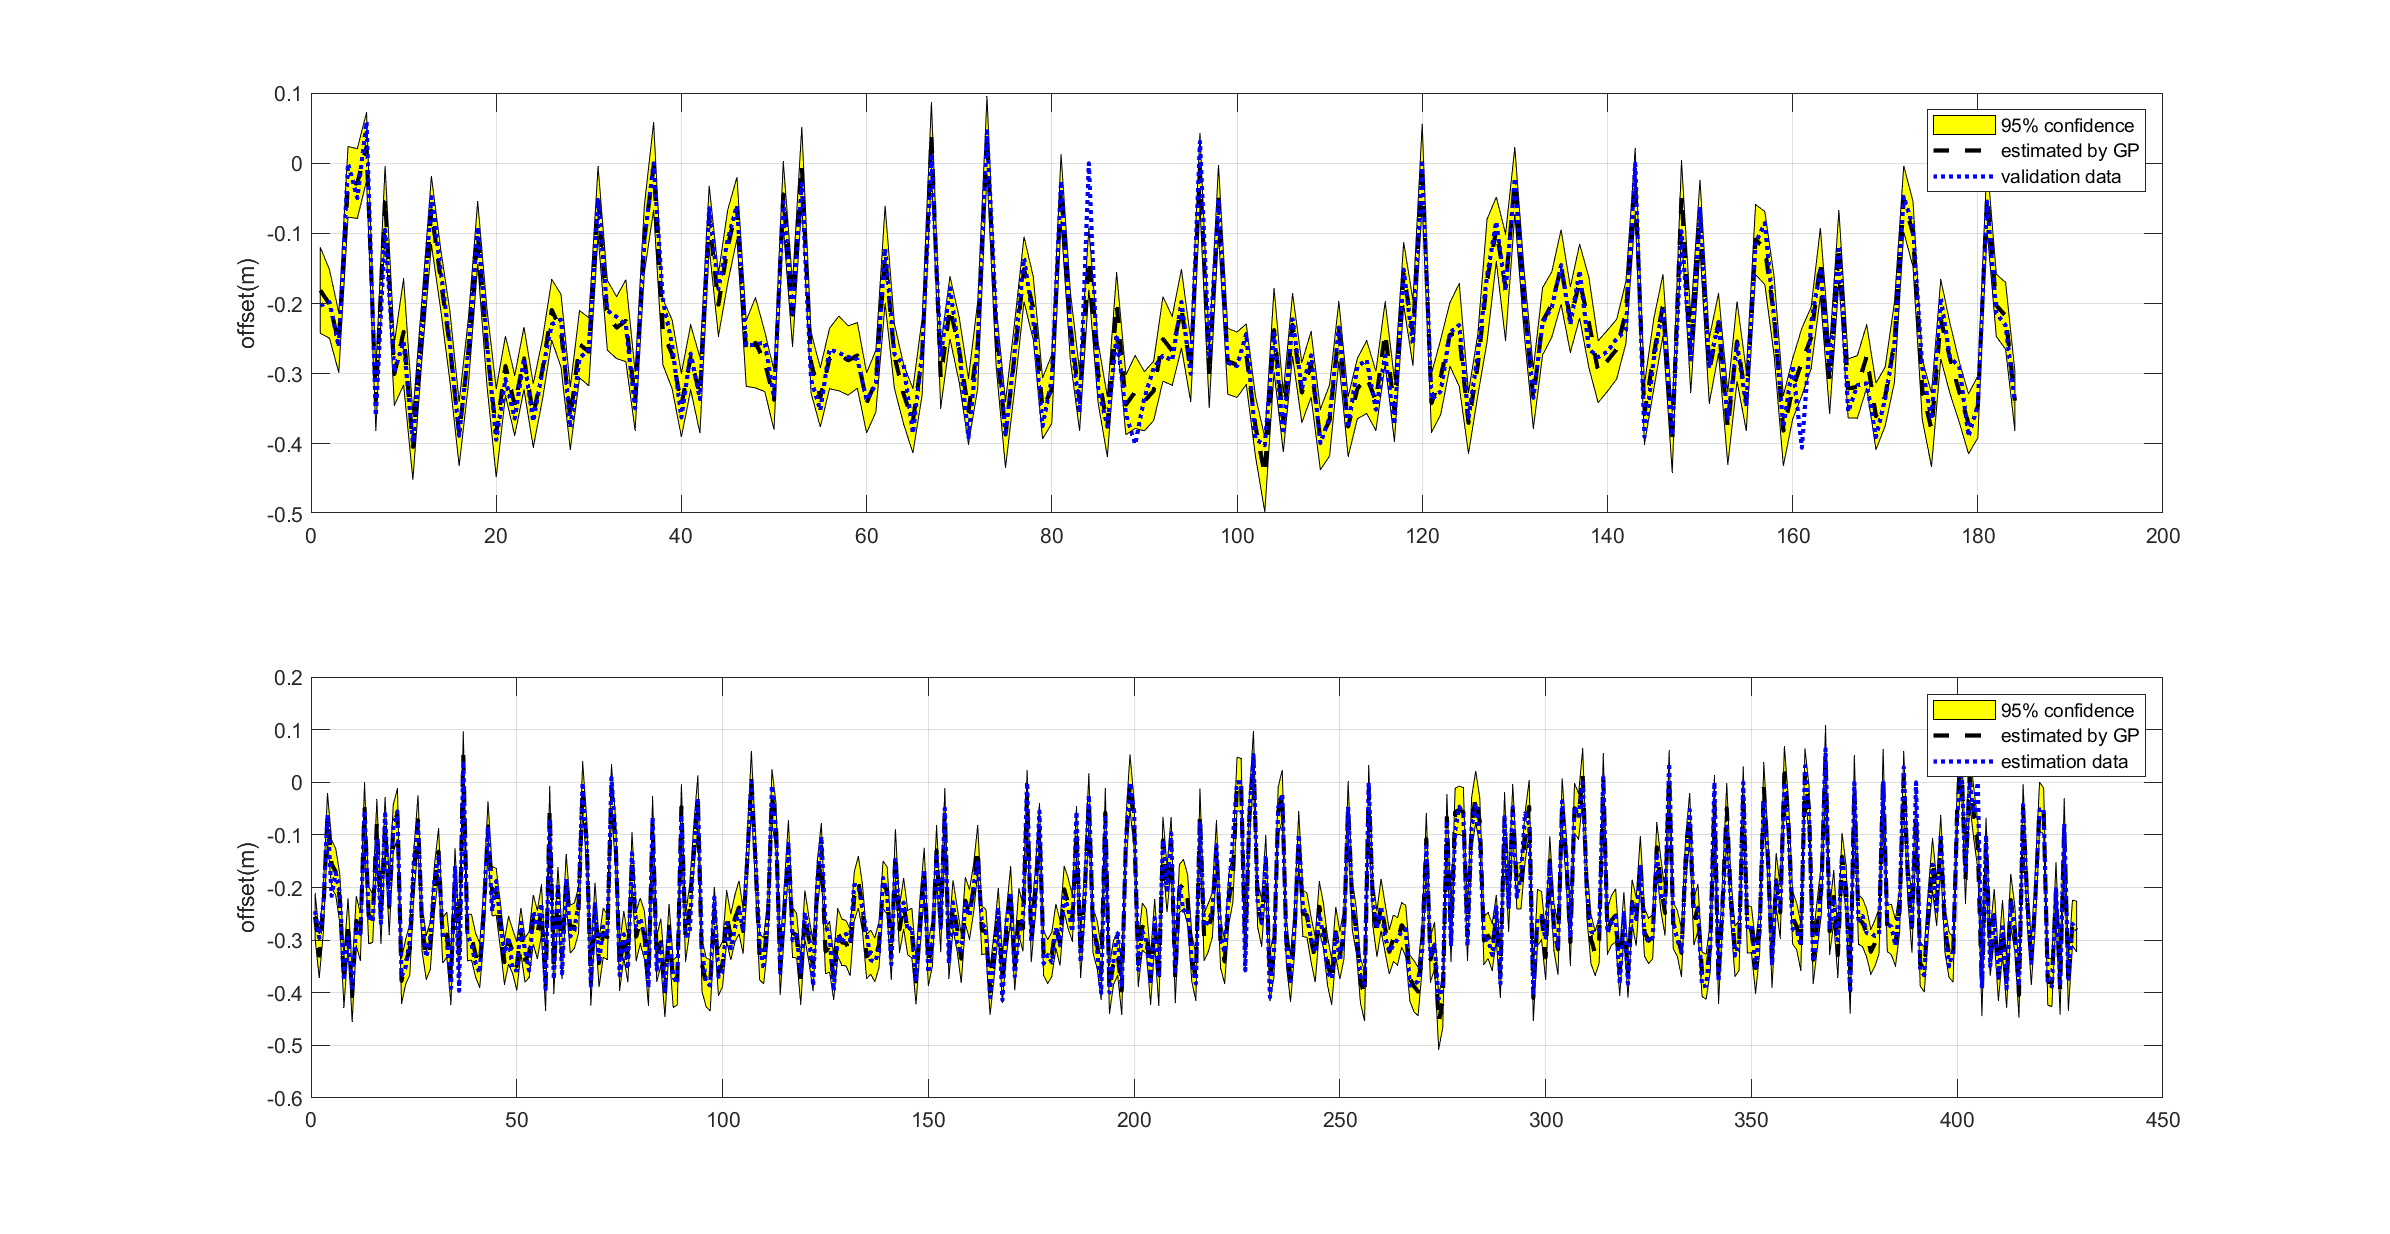 0.1
0
-0.1
-0.2
-0.3
-0.4
-0.5
offset(m)
0 20 40 60 80 100 120 140 160 180 200
95% confidence
estimated by GP
validation data
0.2
0.1
0
-0.1
-0.2
-0.3
-0.4
-0.5
-0.6
offset(m)
0 50 100 150 200 250 300 350 400 450
95% confidence
estimated by GP
estimation data